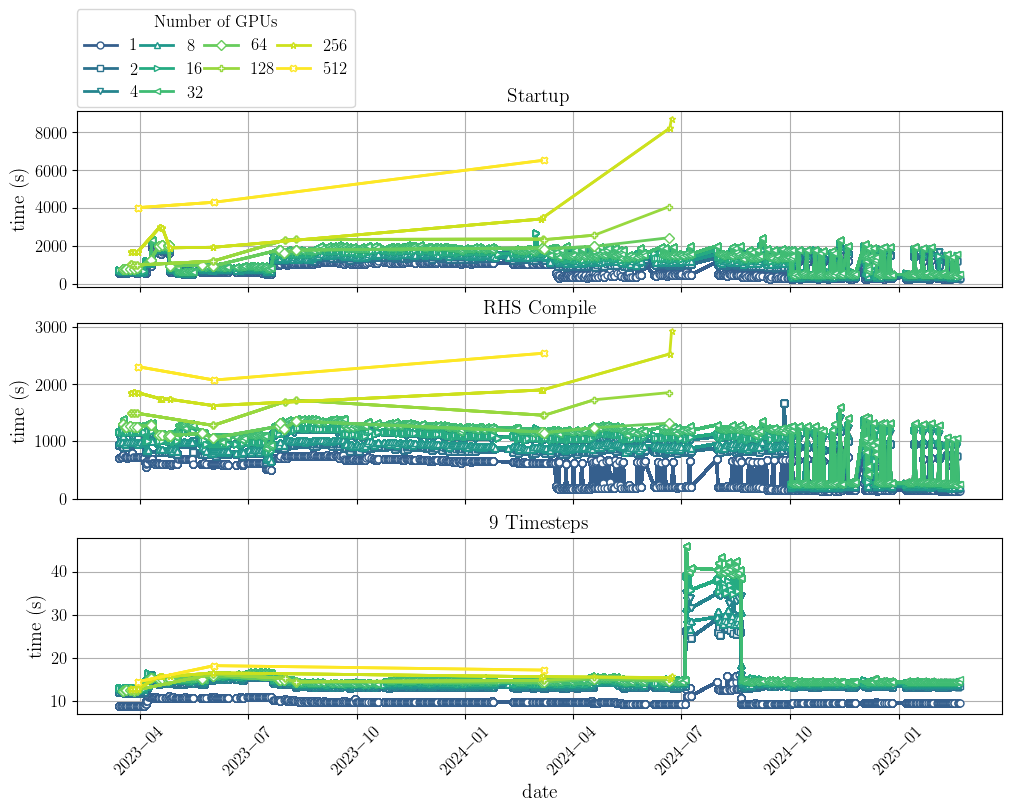 Number of GPUs
1 8 64 256
2 16 128 512
4 32
Startup
8000
6000
4000
2000
0
time (s)
RHS Compile
3000
2000
1000
0
time (s)
9 Timesteps
40
30
20
10
time (s)
2023−04 2023−07 2023−10 2024−01 2024−04 2024−07 2024−10 2025−01
date